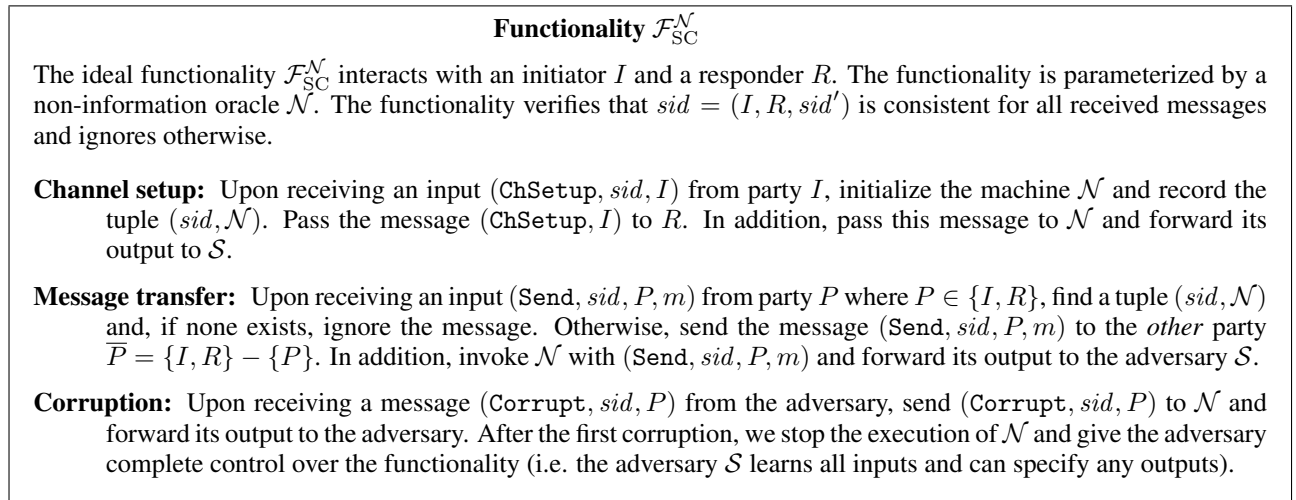 Functionality $\mathcal{F}_{\mathrm{SC}}^{\mathcal{N}}$
The ideal functionality $\mathcal{F}_{\mathrm{SC}}^{\mathcal{N}}$ interacts with an initiator $I$ and a responder $R$. The functionality is parameterized by a
non-information oracle $\mathcal{N}$. The functionality verifies that $sid = (I, R, sid')$ is consistent for all received messages
and ignores otherwise.
Channel setup: Upon receiving an input (ChSetup, $sid$, $I$) from party $I$, initialize the machine $\mathcal{N}$ and record the
tuple $(sid, \mathcal{N})$. Pass the message (ChSetup, $I$) to $R$. In addition, pass this message to $\mathcal{N}$ and forward its
output to $\mathcal{S}$.
Message transfer: Upon receiving an input (Send, $sid$, $P$, $m$) from party $P$ where $P \in \{I, R\}$, find a tuple $(sid, \mathcal{N})$
and, if none exists, ignore the message. Otherwise, send the message (Send, $sid$, $P$, $m$) to the other party
$\overline{P} = \{I, R\} - \{P\}$. In addition, invoke $\mathcal{N}$ with (Send, $sid$, $P$, $m$) and forward its output to the adversary $\mathcal{S}$.
Corruption: Upon receiving a message (Corrupt, $sid$, $P$) from the adversary, send (Corrupt, $sid$, $P$) to $\mathcal{N}$ and
forward its output to the adversary. After the first corruption, we stop the execution of $\mathcal{N}$ and give the adversary
complete control over the functionality (i.e. the adversary $\mathcal{S}$ learns all inputs and can specify any outputs).